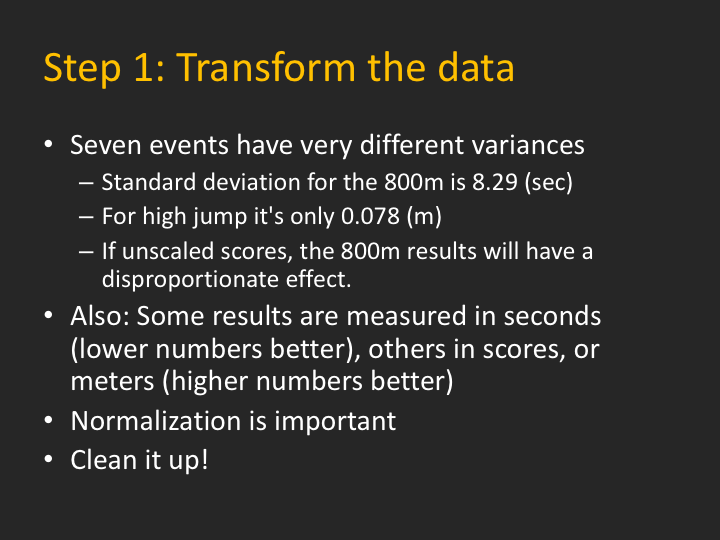 Step 1: Transform the data
• Seven events have very different variances
– Standard deviation for the 800m is 8.29 (sec)
– For high jump it's only 0.078 (m)
– If unscaled scores, the 800m results will have a
disproportionate effect.
• Also: Some results are measured in seconds
(lower numbers better), others in scores, or
meters (higher numbers better)
• Normalization is important
• Clean it up!